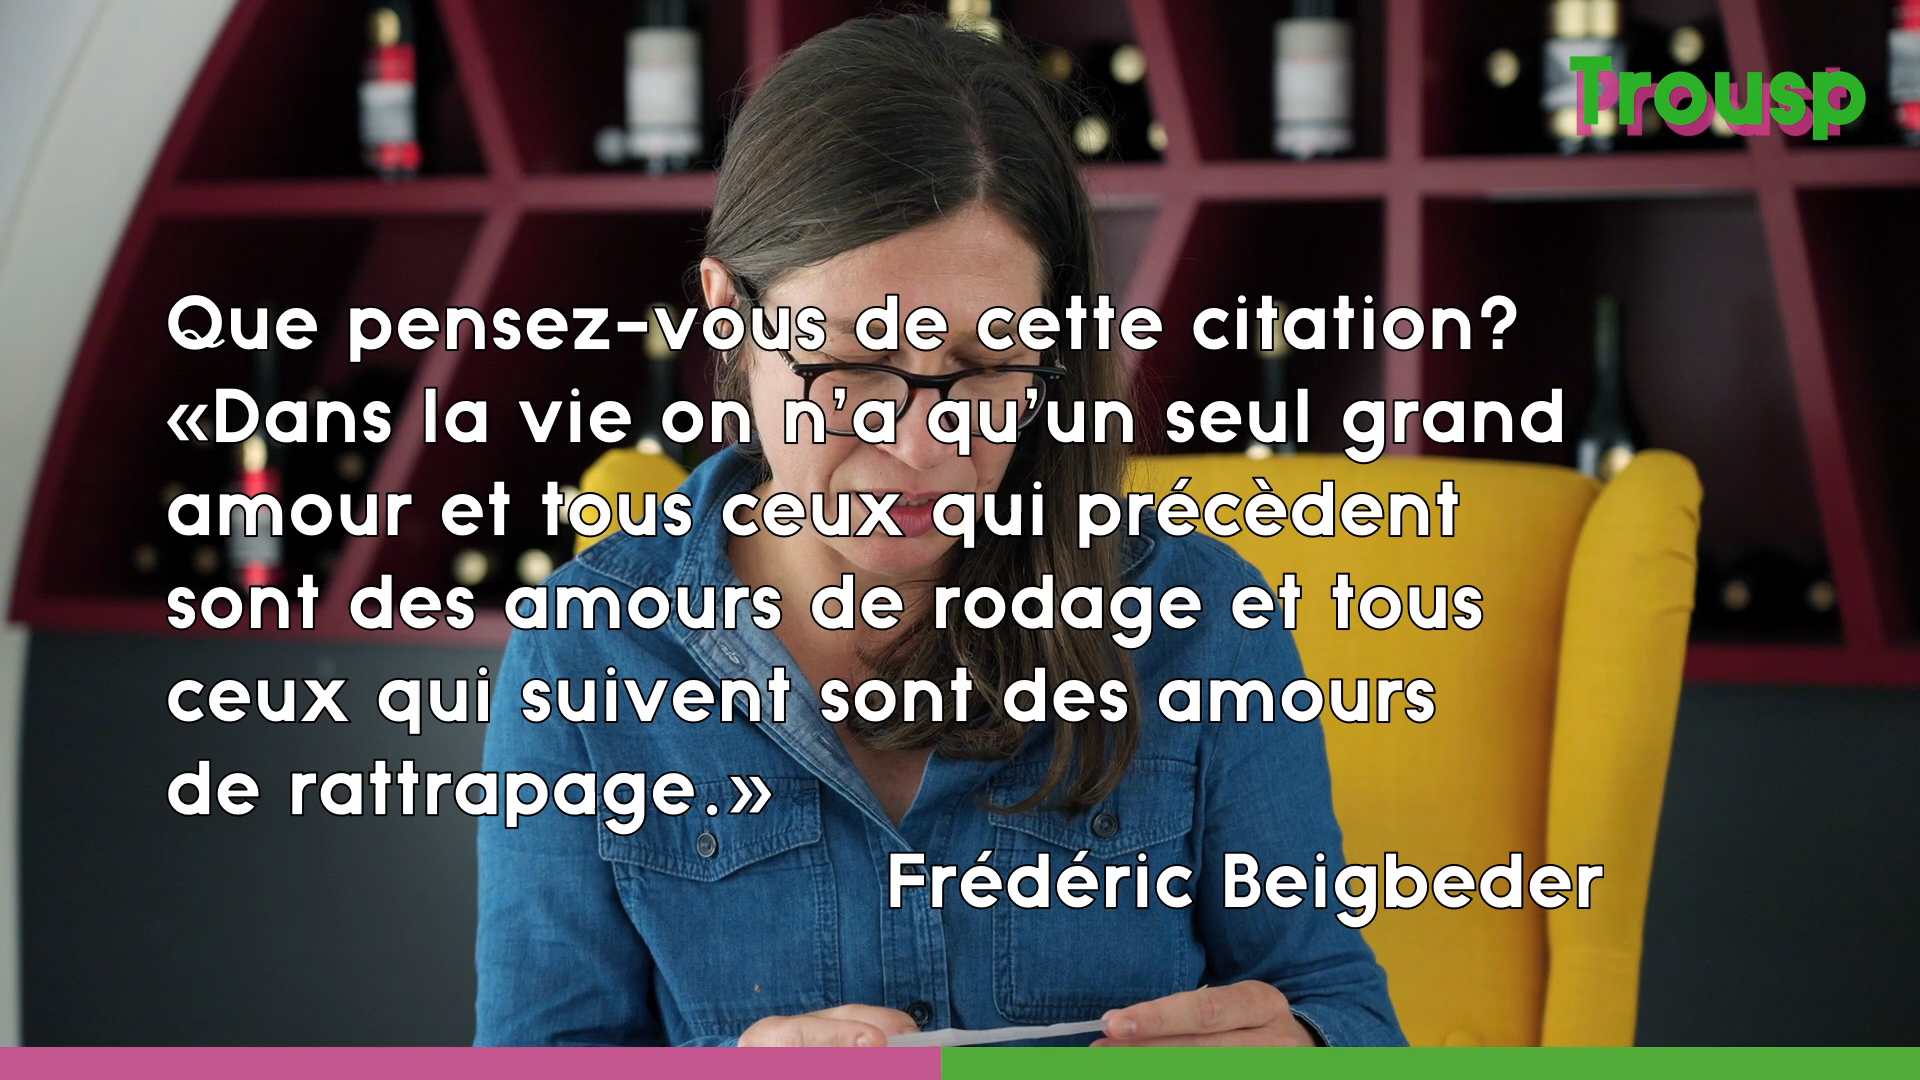 Trousp
Que pensez-vous de cette citation?
«Dans la vie on n’a qu’un seul grand
amour et tous ceux qui précèdent
sont des amours de rodage et tous
ceux qui suivent sont des amours
de rattrapage.»
Frédéric Beigbeder